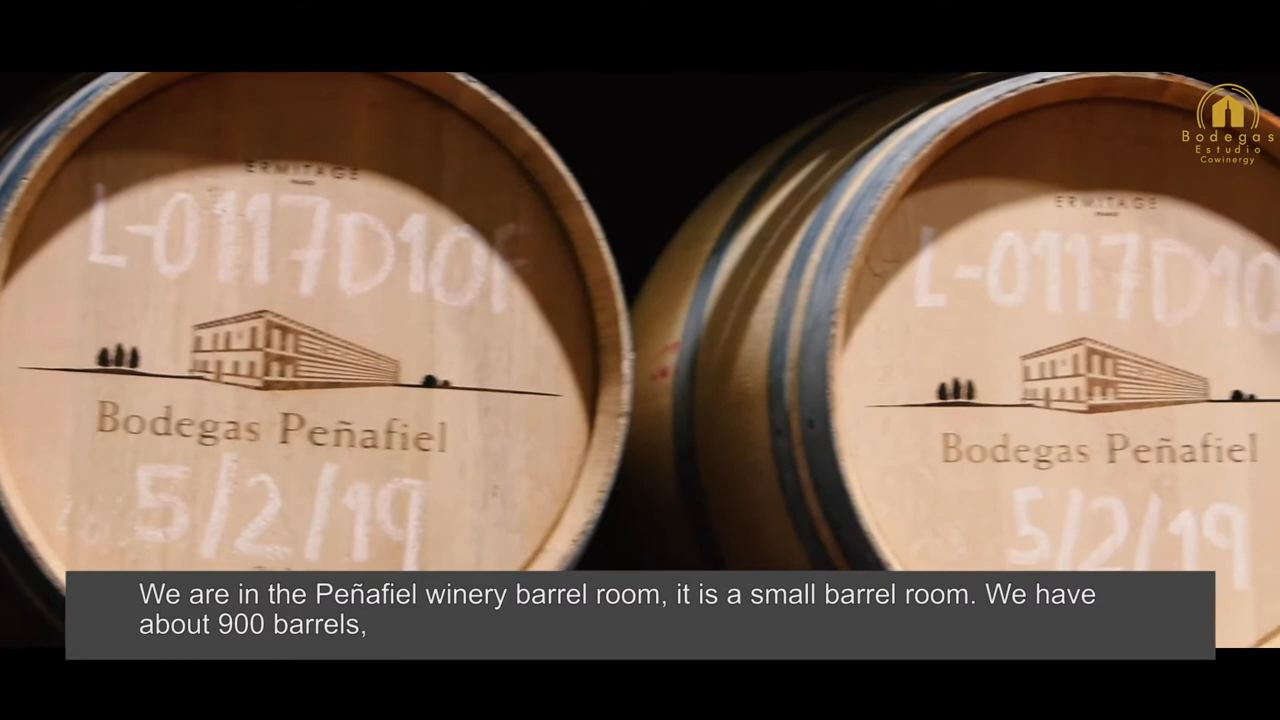 Bodegas
Estudio
Cowinergy
ERMITAGE
L-0117D10F
Bodegas Peñafiel
5/2/19
ERMITAGE
L-0117D10
Bodegas Peñafiel
5/2/19
We are in the Peñafiel winery barrel room, it is a small barrel room. We have
about 900 barrels,